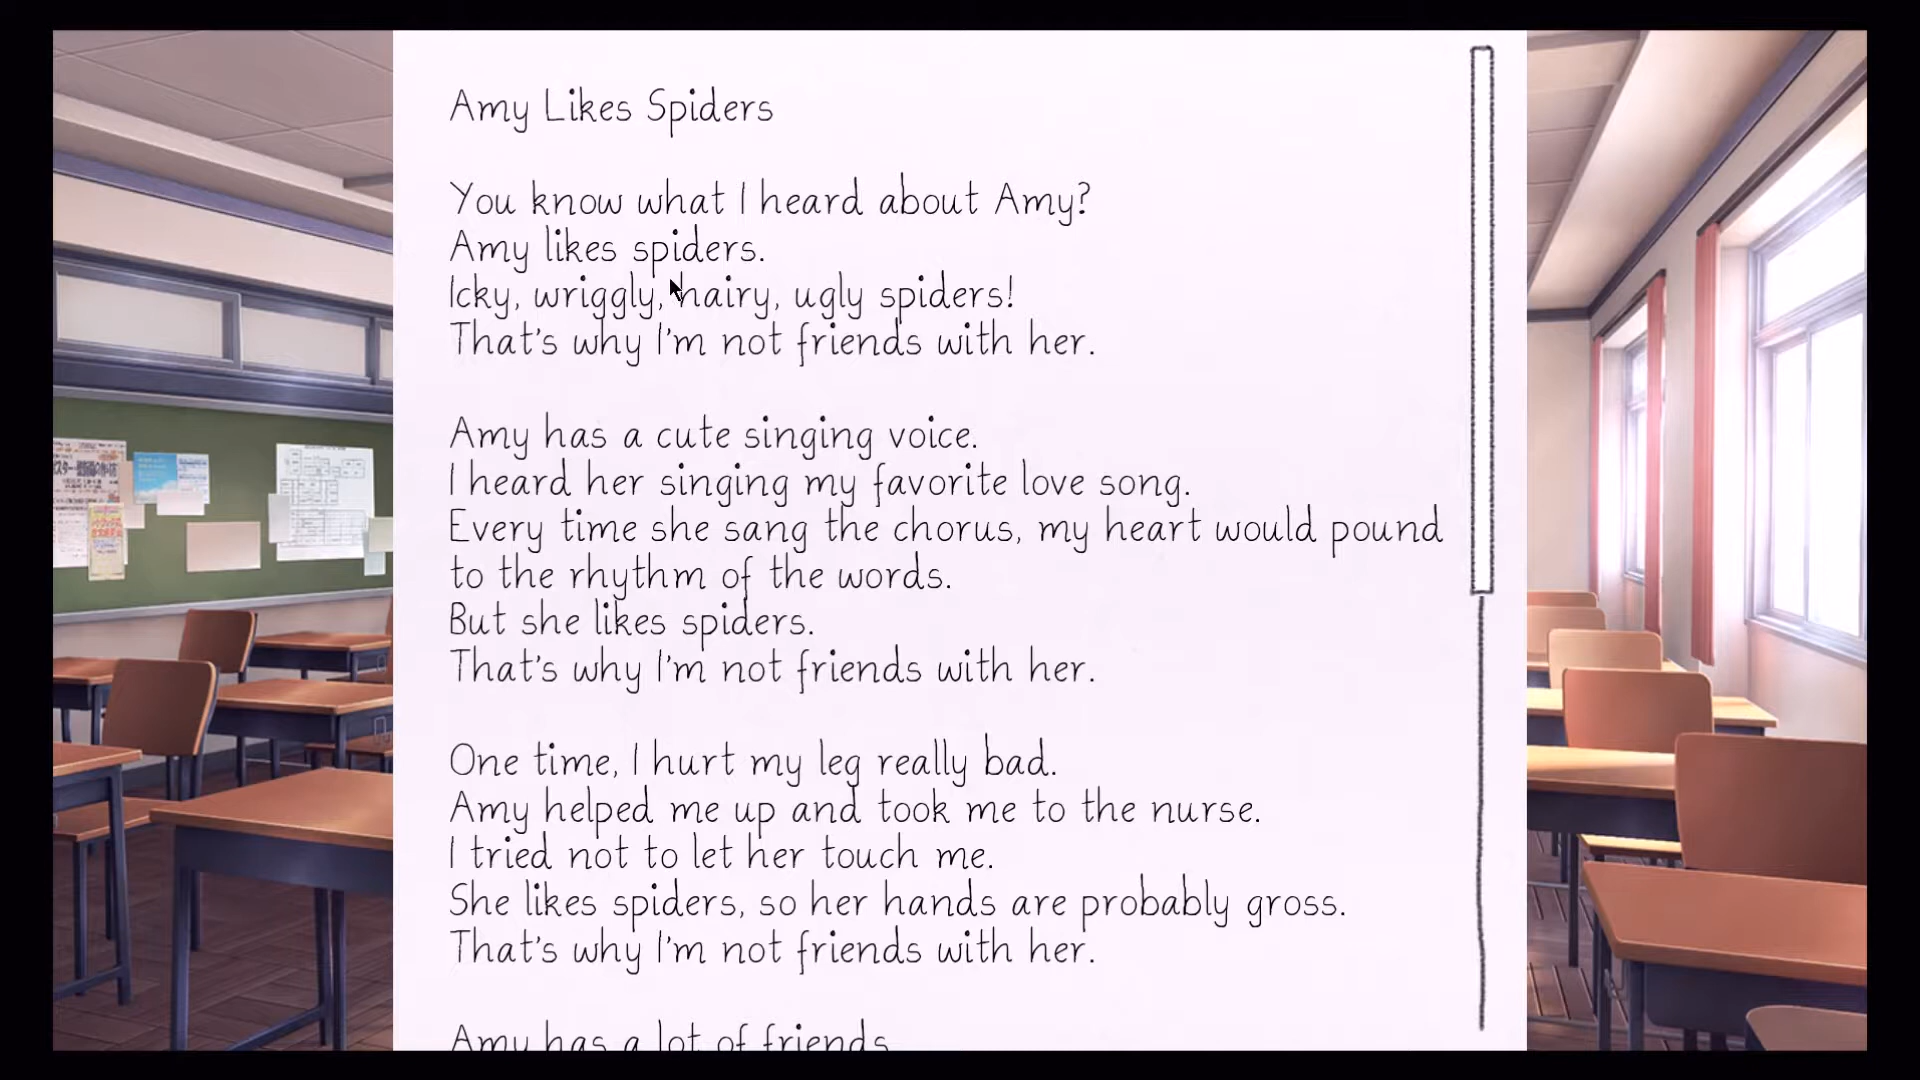 Amy Likes Spiders
You know what I heard about Amy?
Amy likes spiders.
Icky, wriggly, hairy, ugly spiders!
That's why I'm not friends with her.
Amy has a cute singing voice.
I heard her singing my favorite love song.
Every time she sang the chorus, my heart would pound
to the rhythm of the words.
But she likes spiders.
That's why I'm not friends with her.
One time, I hurt my leg really bad.
Amy helped me up and took me to the nurse.
I tried not to let her touch me.
She likes spiders, so her hands are probably gross.
That's why I'm not friends with her.
Amy has a lot of friends